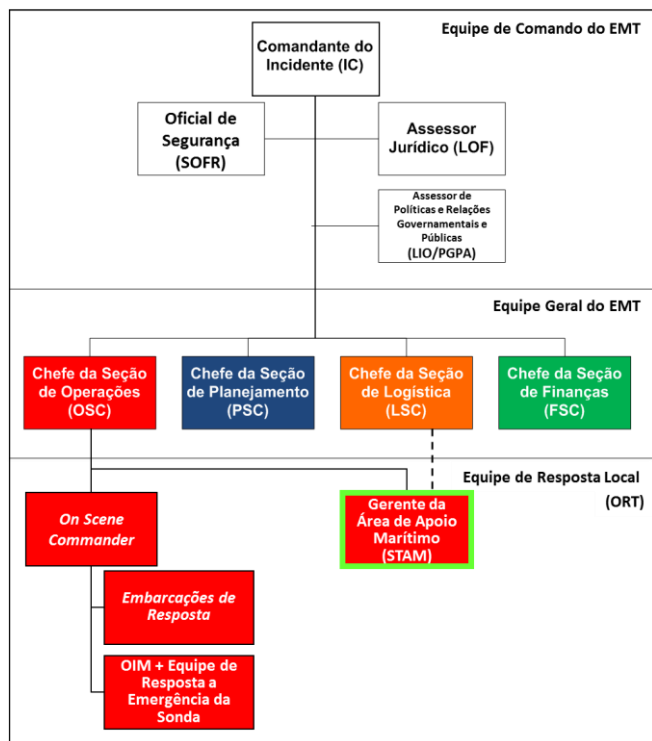 Equipe de Comando do EMT
Comandante do
Incidente (IC)
Oficial de
Segurança
(SOFR)
Assessor
Jurídico (LOF)
Assessor de
Políticas e Relações
Governamentais e
Públicas
(LIO/PGPA)
Equipe Geral do EMT
Chefe da Seção
de Operações
(OSC)
Chefe da Seção
de Planejamento
(PSC)
Chefe da Seção
de Logística
(LSC)
Chefe da Seção
de Finanças
(FSC)
Equipe de Resposta Local
(ORT)
On Scene
Commander
Gerente da
Área de Apoio
Marítimo
(STAM)
Embarcações de
Resposta
OIM + Equipe de
Resposta a
Emergência da
Sonda